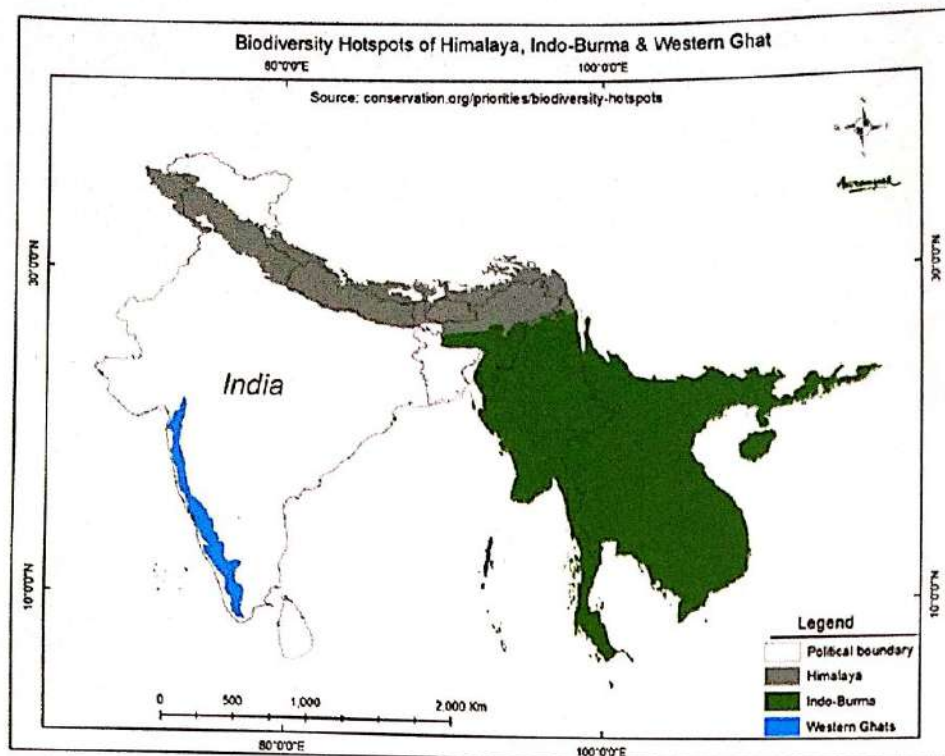 Biodiversity Hotspots of Himalaya, Indo-Burma & Western Ghat
80°0'0"E 100°0'0"E
Source: conservation.org/priorities/biodiversity-hotspots
30°0'0"N 30°0'0"N
India
10°0'0"N 10°0'0"N
Legend
Political boundary
Himalaya
Indo-Burma
Western Ghats
0 500 1,000 2,000 Km
80°0'0"E 100°0'0"E